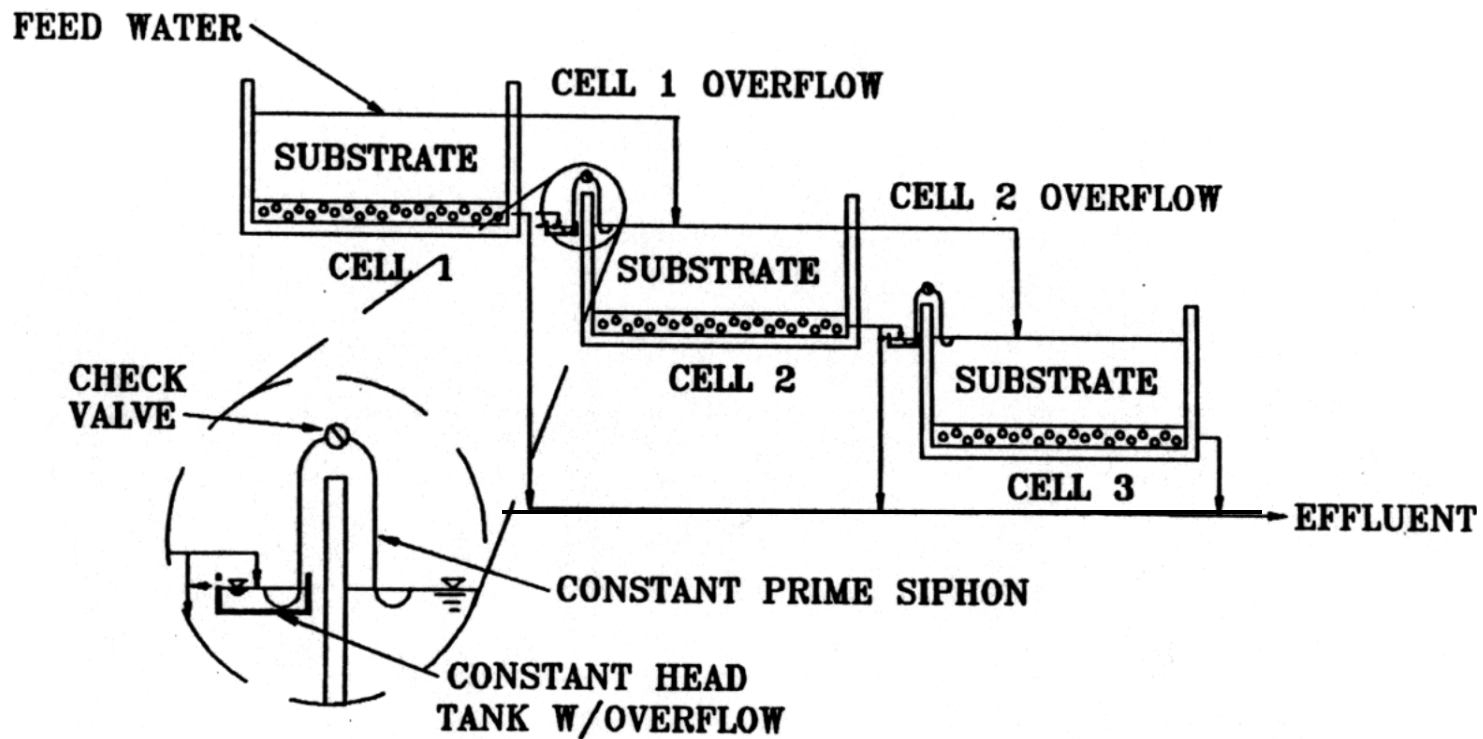 FEED WATER
CELL 1 OVERFLOW
SUBSTRATE
CELL 2 OVERFLOW
CELL 1
SUBSTRATE
CHECK
VALVE
CELL 2
SUBSTRATE
CELL 3
EFFLUENT
CONSTANT PRIME SIPHON
CONSTANT HEAD
TANK W/OVERFLOW